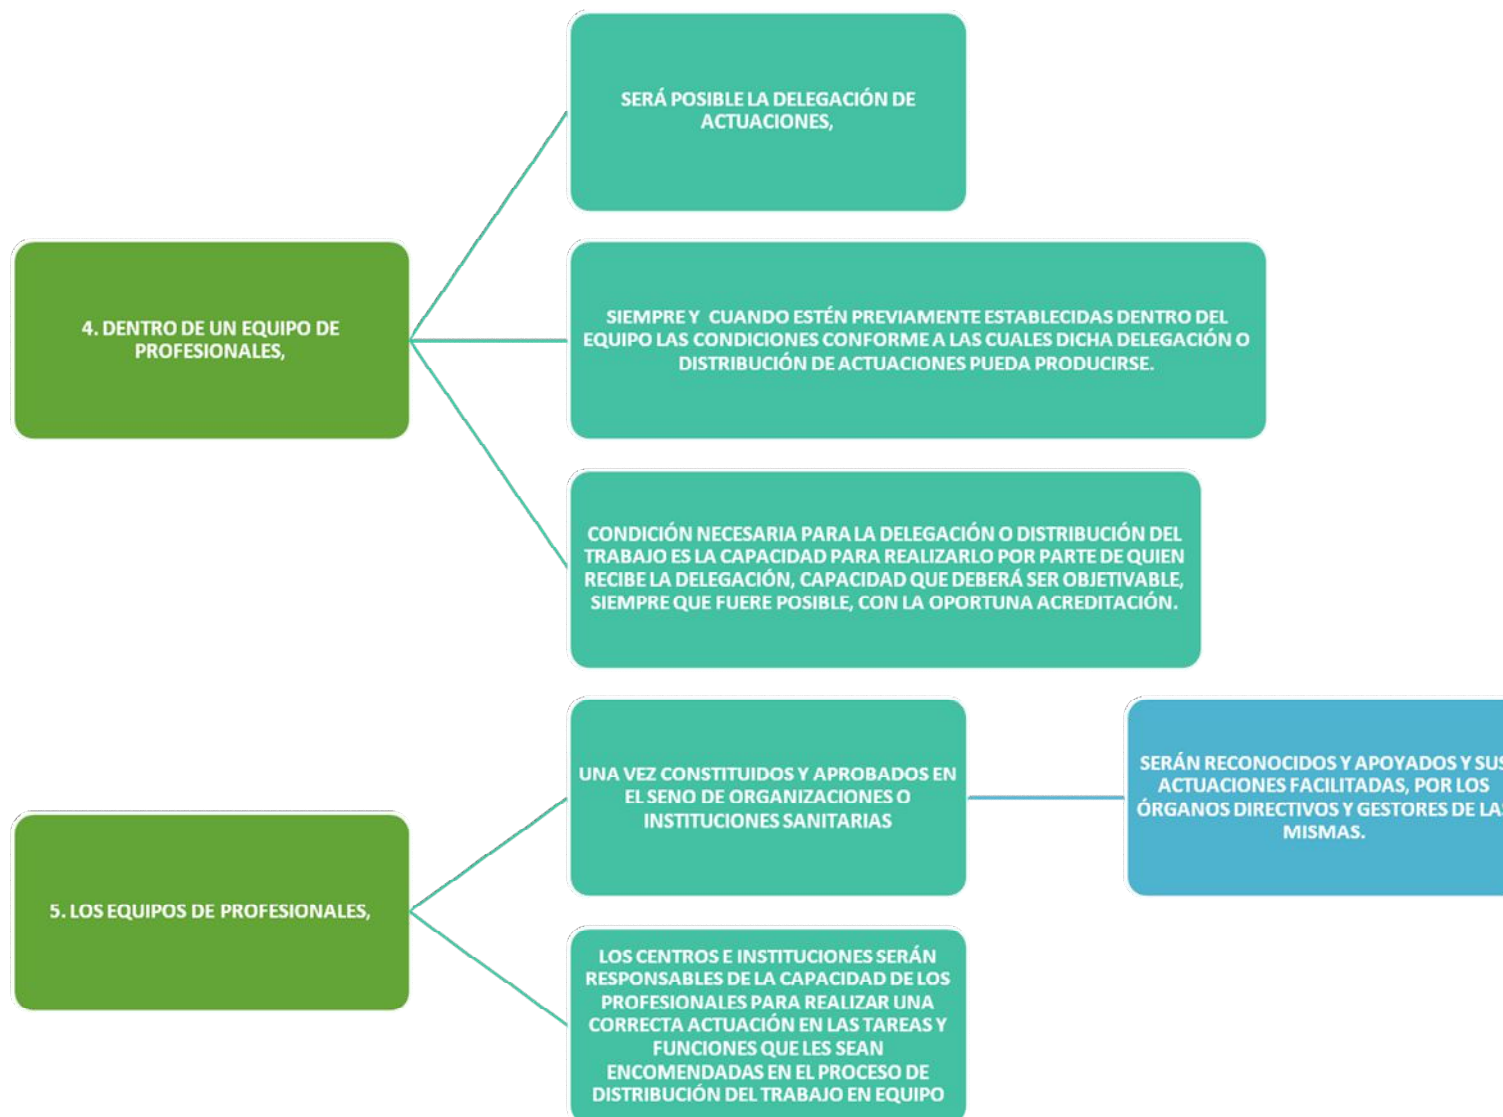 SERÁ POSIBLE LA DELEGACIÓN DE
ACTUACIONES,
4. DENTRO DE UN EQUIPO DE
PROFESIONALES,
SIEMPRE Y  CUANDO ESTÉN PREVIAMENTE ESTABLECIDAS DENTRO DEL
EQUIPO LAS CONDICIONES CONFORME A LAS CUALES DICHA DELEGACIÓN O
DISTRIBUCIÓN DE ACTUACIONES PUEDA PRODUCIRSE.
CONDICIÓN NECESARIA PARA LA DELEGACIÓN O DISTRIBUCIÓN DEL
TRABAJO ES LA CAPACIDAD PARA REALIZARLO POR PARTE DE QUIEN
RECIBE LA DELEGACIÓN, CAPACIDAD QUE DEBERÁ SER OBJETIVABLE,
SIEMPRE QUE FUERE POSIBLE, CON LA OPORTUNA ACREDITACIÓN.
5. LOS EQUIPOS DE PROFESIONALES,
UNA VEZ CONSTITUIDOS Y APROBADOS EN
EL SENO DE ORGANIZACIONES O
INSTITUCIONES SANITARIAS
SERÁN RECONOCIDOS Y APOYADOS Y SUS
ACTUACIONES FACILITADAS, POR LOS
ÓRGANOS DIRECTIVOS Y GESTORES DE LAS
MISMAS.
LOS CENTROS E INSTITUCIONES SERÁN
RESPONSABLES DE LA CAPACIDAD DE LOS
PROFESIONALES PARA REALIZAR UNA
CORRECTA ACTUACIÓN EN LAS TAREAS Y
FUNCIONES QUE LES SEAN
ENCOMENDADAS EN EL PROCESO DE
DISTRIBUCIÓN DEL TRABAJO EN EQUIPO